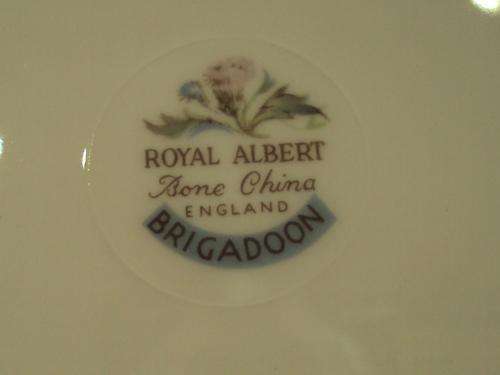 ROYAL ALBERT
Bone China
ENGLAND
BRIGADOON